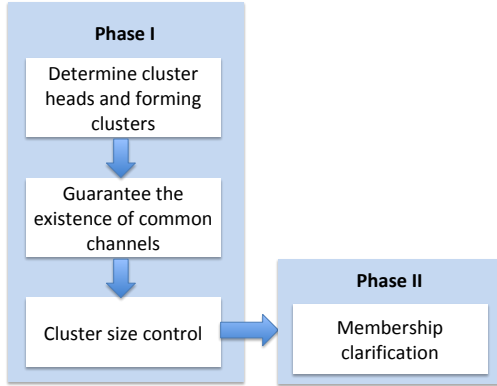 Phase I
Determine cluster
heads and forming
clusters
Guarantee the
existence of common
channels
Cluster size control
Phase II
Membership
clarification